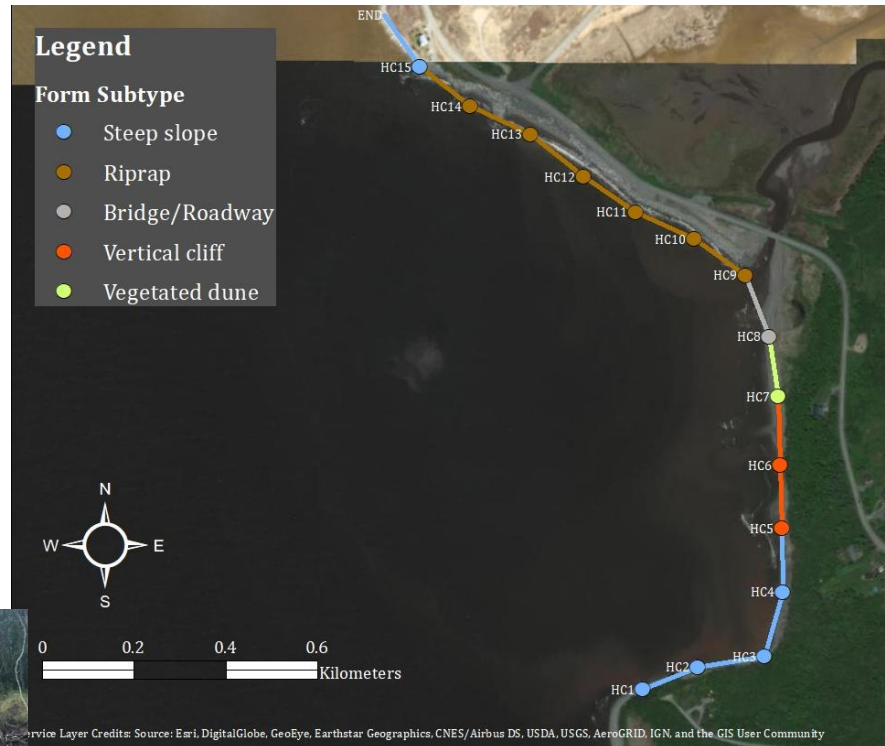 END
Legend
Form Subtype
Steep slope
Riprap
Bridge/Roadway
Vertical cliff
Vegetated dune
HC15
HC14
HC13
HC12
HC11
HC10
HC9
HC8
HC7
HC6
HC5
HC4
HC3
HC2
HC1
N
W E
S
0 0.2 0.4 0.6
Kilometers
Layer Credits: Source: Esri, DigitalGlobe, GeoEye, Earthstar Geographics, CNES/Airbus DS, USDA, USGS, AeroGRID, IGN, and the GIS User Community